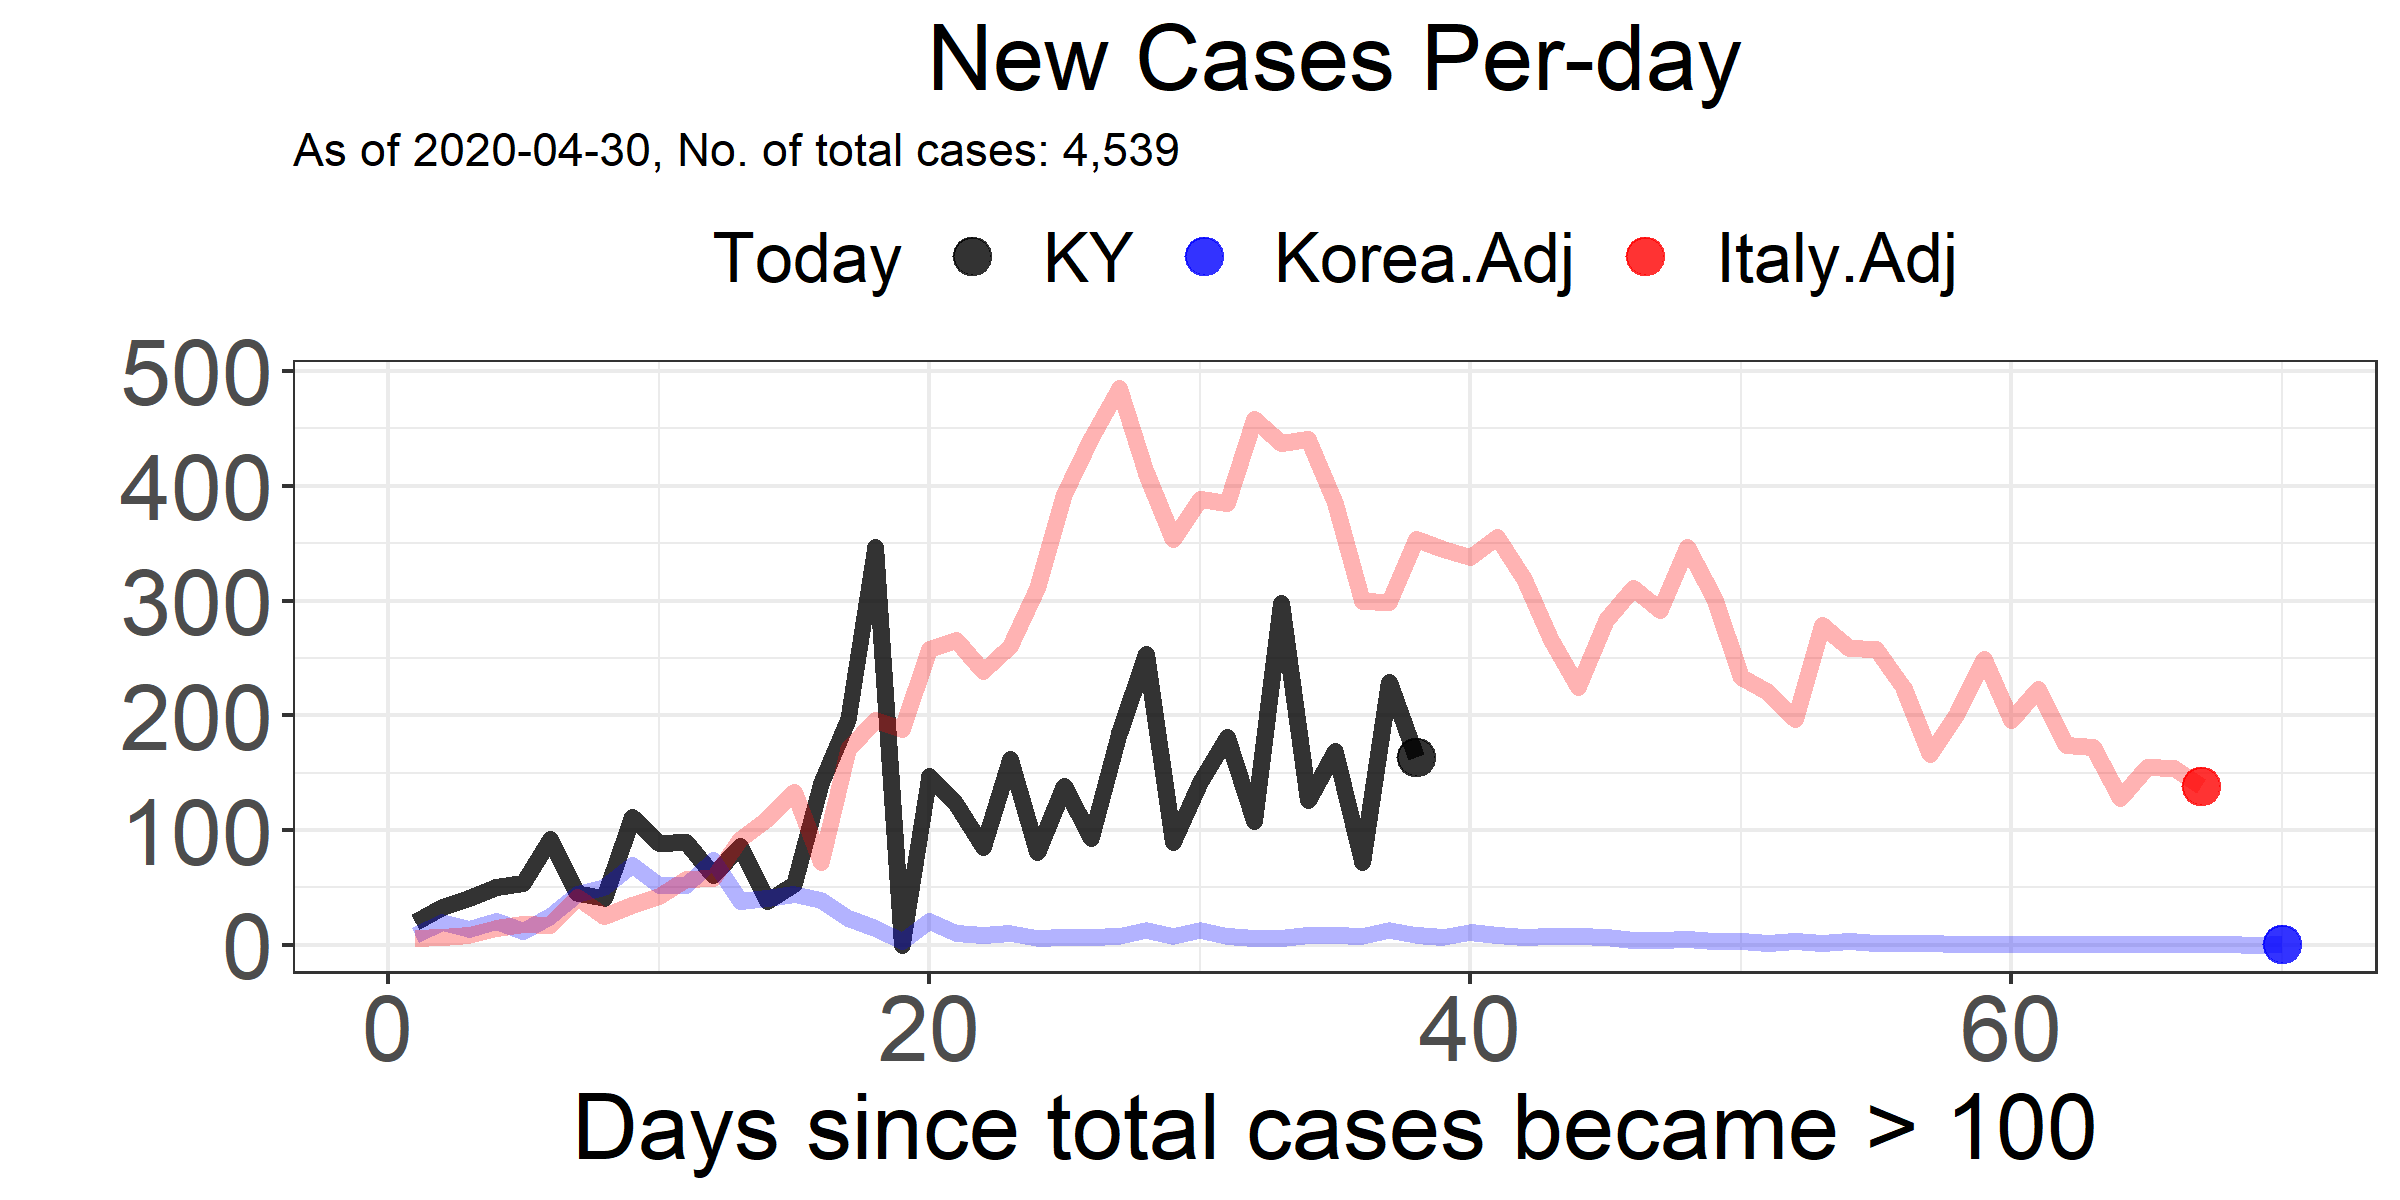 New Cases Per-day
As of 2020-04-30, No. of total cases: 4,539
Today KY Korea.Adj Italy.Adj
500
400
300
200
100
0
0 20 40 60
Days since total cases became > 100